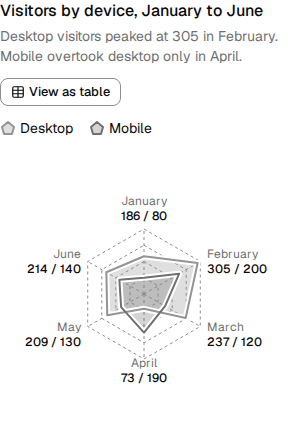 Visitors by device, January to June
Desktop visitors peaked at 305 in February.
Mobile overtook desktop only in April.
View as table
Desktop Mobile
January
186 / 80
February
305 / 200
March
237 / 120
April
73 / 190
May
209 / 130
June
214 / 140